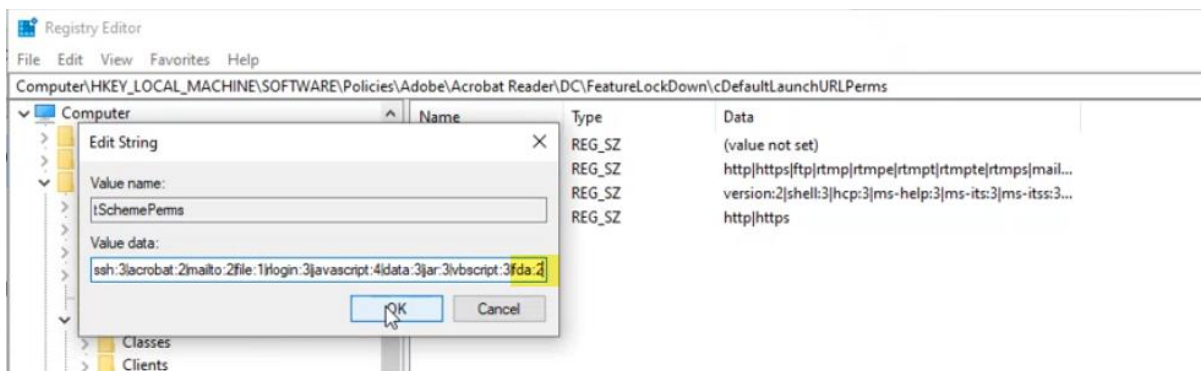 Registry Editor
File Edit View Favorites Help
Computer\HKEY_LOCAL_MACHINE\SOFTWARE\Policies\Adobe\Acrobat Reader\DC\FeatureLockDown\cDefaultLaunchURLPerms
Computer
Name Type Data
Edit String
REG_SZ (value not set)
REG_SZ http|https|ftp|rtmp|rtmpe|rtmpt|rtmpte|rtmps|mail...
REG_SZ version:2|shell:3|hcp:3|ms-help:3|ms-its:3|ms-itss:3...
REG_SZ http|https
Value name:
tSchemePerms
Value data:
ssh:3|acrobat:2|mailto:2|file:1|rlogin:3|javascript:4|data:3|jar:3|vbscript:3|fda:2
OK Cancel
Classes
Clients